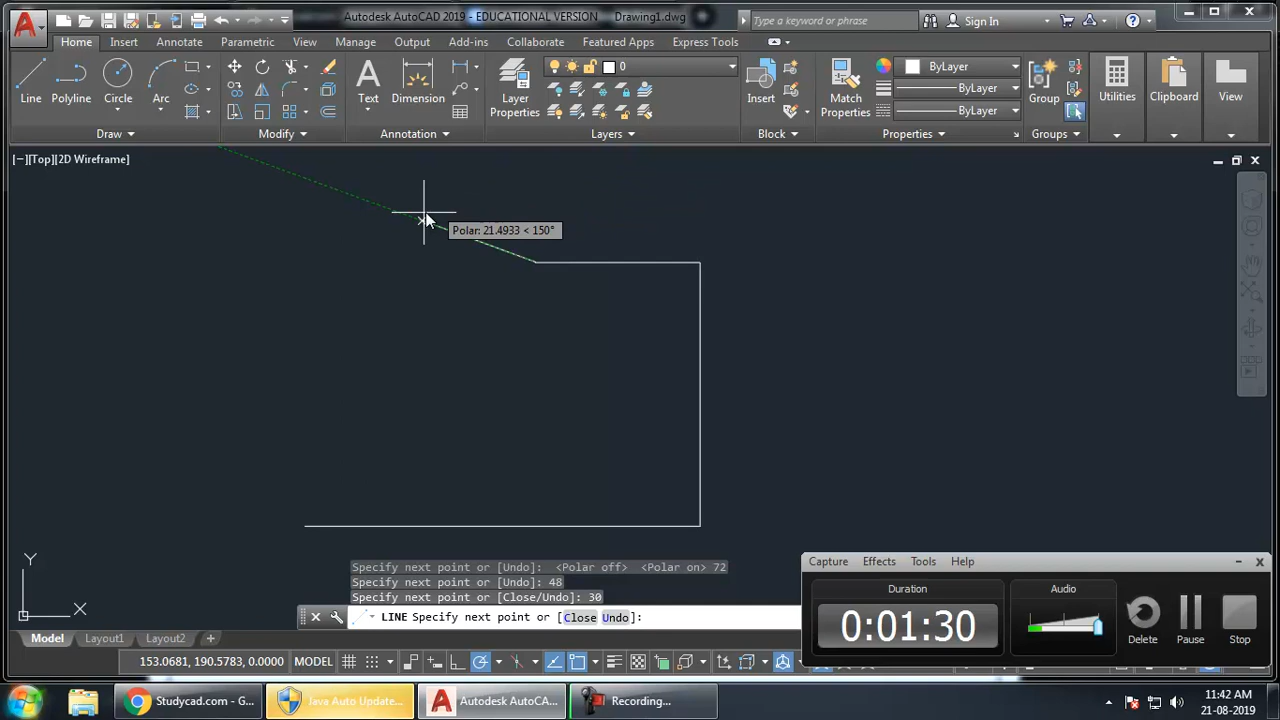 Autodesk AutoCAD 2019 - EDUCATIONAL VERSION Drawing1.dwg
Type a keyword or phrase
Sign In
Home Insert Annotate Parametric View Manage Output Add-ins Collaborate Featured Apps Express Tools
Line Polyline Circle Arc
Text Dimension
Layer Properties
0
Insert
Match Properties
ByLayer
ByLayer
ByLayer
Group
Utilities
Clipboard
View
Draw Modify Annotation Layers Block Properties Groups
[−][Top][2D Wireframe]
Polar: 21.4933 < 150°
Y
X
Specify next point or [Undo]: <Polar off> <Polar on> 72
Specify next point or [Undo]: 48
Specify next point or [Close/Undo]: 30
LINE Specify next point or [Close Undo]:
Capture Effects Tools Help
Duration
0:01:30
Audio
Delete Pause Stop
Model Layout1 Layout2 +
153.0681, 190.5783, 0.0000 MODEL
Studycad.com - G...
Java Auto Update...
Autodesk AutoCA...
Recording...
11:42 AM
21-08-2019